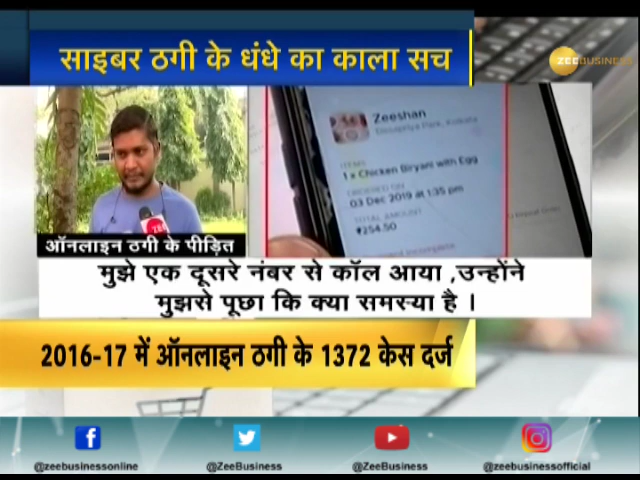 साइबर ठगी के धंधे का काला सच
ZEE BUSINESS
Zeeshan
Kolkata
ITEMS
1 x Chicken Biryani with Egg
ORDERED ON
03 Dec 2019 at 1:35 pm
TOTAL AMOUNT
₹254.50
ZEE
ऑनलाइन ठगी के पीड़ित
मुझे एक दूसरे नंबर से कॉल आया ,उन्होंने
मुझसे पूछा कि क्या समस्या है ।
2016-17 में ऑनलाइन ठगी के 1372 केस दर्ज
@zeebusinessonline
@ZeeBusiness
@ZeeBusiness
@zeebusinessofficial